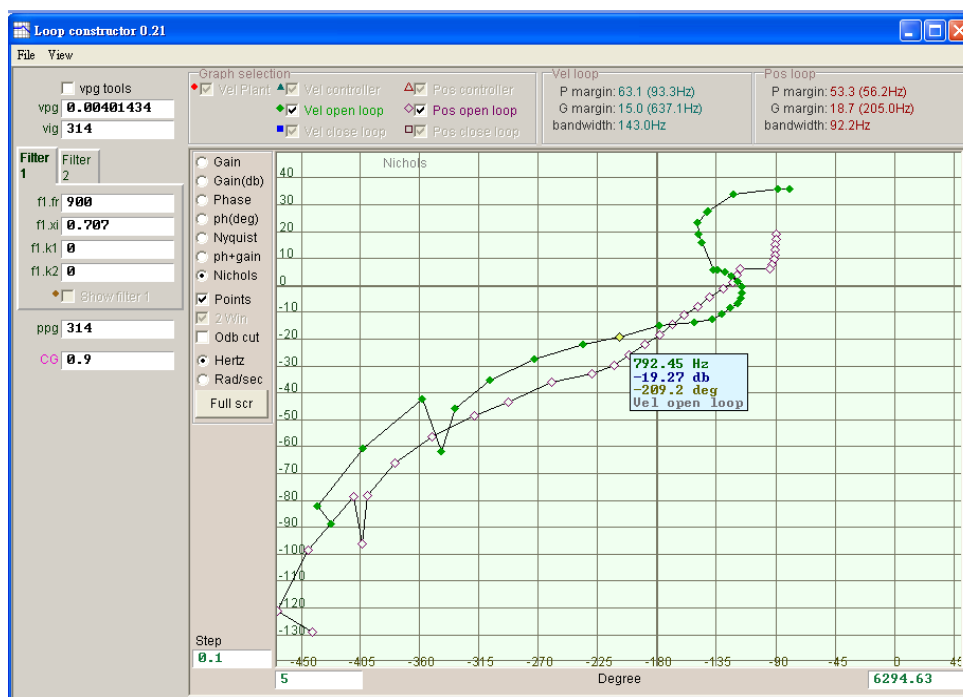 Loop constructor 0.21
File View
vpg tools
vpg 0.00401434
vig 314
Filter 1 Filter 2
f1.fr 900
f1.xi 0.707
f1.k1 0
f1.k2 0
Show filter 1
ppg 314
CG 0.9
Graph selection
Vel Plant Vel controller Pos controller
Vel open loop Pos open loop
Vel close loop Pos close loop
Vel loop
P margin: 63.1 (93.3Hz)
G margin: 15.0 (637.1Hz)
bandwidth: 143.0Hz
Pos loop
P margin: 53.3 (56.2Hz)
G margin: 18.7 (205.0Hz)
bandwidth: 92.2Hz
Gain
Gain(db)
Phase
ph(deg)
Nyquist
ph+gain
Nichols
Points
2 Win
Odb cut
Hertz
Rad/sec
Full scr
Step
0.1
Nichols
40
30
20
10
0
-10
-20
-30
-40
-50
-60
-70
-80
-90
-100
-110
-120
-130
792.45 Hz
-19.27 db
-209.2 deg
Vel open loop
-450 -405 -360 -315 -270 -225 -180 -135 -90 -45 0 45
5 Degree 6294.63